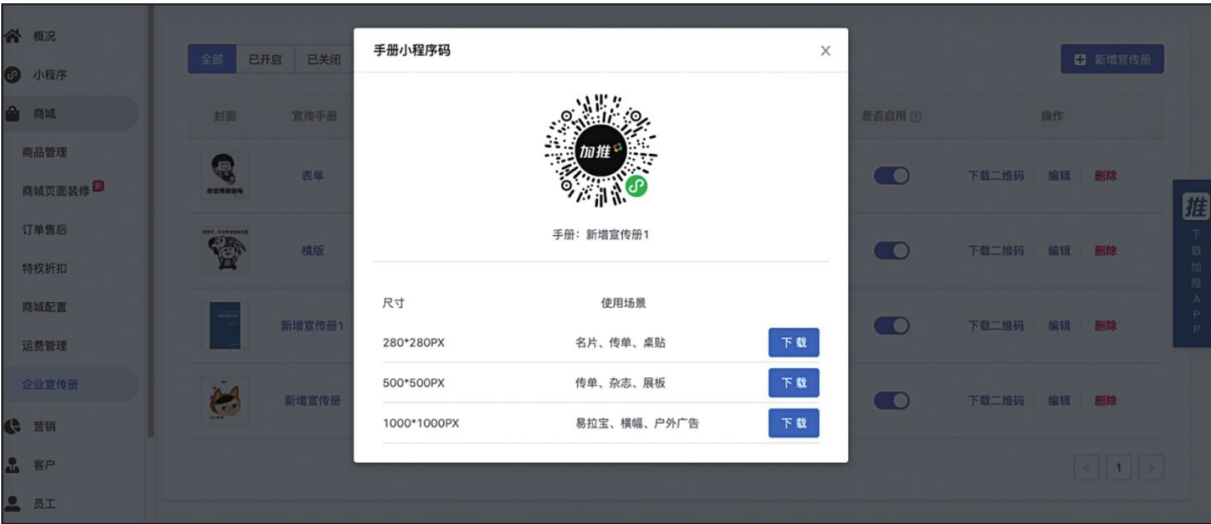 概况
小程序
商城
商品管理
商城页面装修 新
订单售后
特权折扣
商城配置
运费管理
企业宣传册
营销
客户
员工
全部 已开启 已关闭
新增宣传册
封面 宣传手册 是否启用 操作
表单 下载二维码 编辑 删除
横版 下载二维码 编辑 删除
新增宣传册1 下载二维码 编辑 删除
新增宣传册 下载二维码 编辑 删除
< 1 >
手册小程序码 X
加推
手册：新增宣传册1
尺寸 使用场景
280*280PX 名片、传单、桌贴 下载
500*500PX 传单、杂志、展板 下载
1000*1000PX 易拉宝、横幅、户外广告 下载
推
下载加推APP